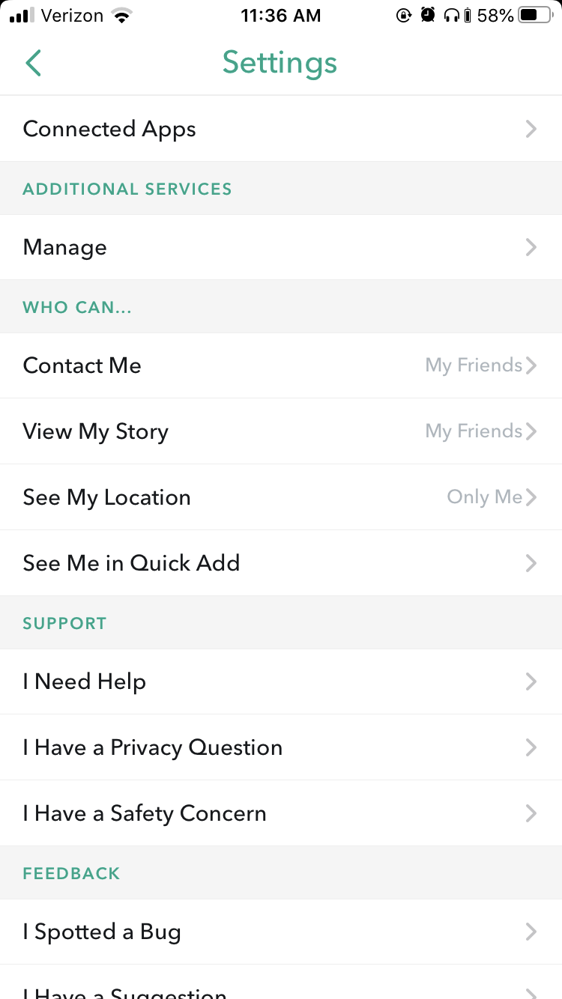 Verizon 11:36 AM 58%
Settings
Connected Apps
ADDITIONAL SERVICES
Manage
WHO CAN...
Contact Me My Friends
View My Story My Friends
See My Location Only Me
See Me in Quick Add
SUPPORT
I Need Help
I Have a Privacy Question
I Have a Safety Concern
FEEDBACK
I Spotted a Bug
I Have a Suggestion